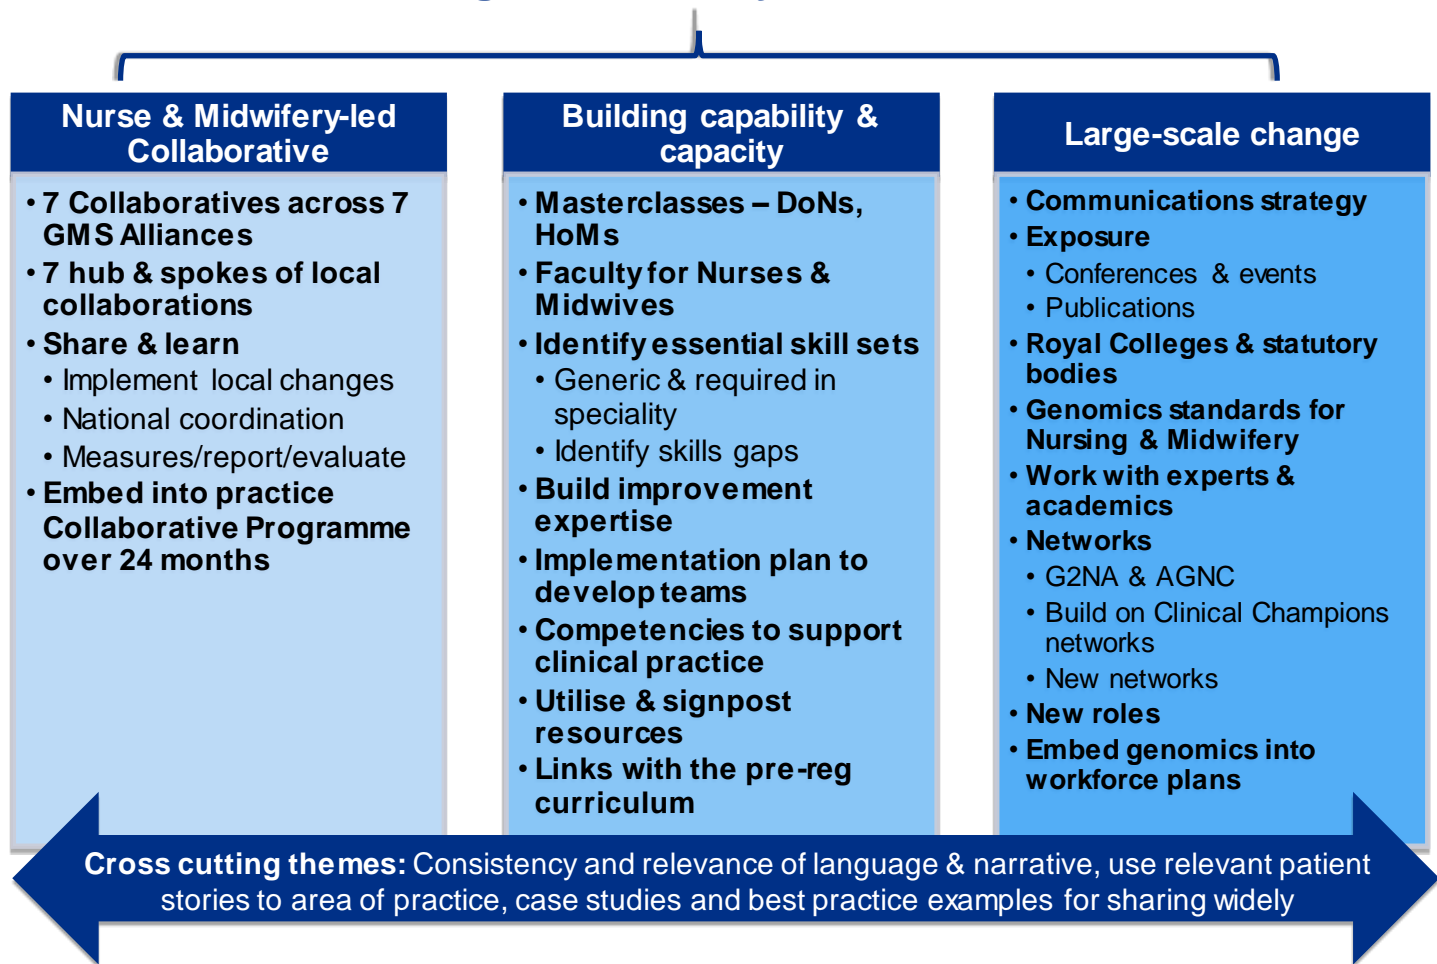 Nurse & Midwifery-led
Collaborative
• 7 Collaboratives across 7
GMS Alliances
• 7 hub & spokes of local
collaborations
• Share & learn
• Implement local changes
• National coordination
• Measures/report/evaluate
• Embed into practice
Collaborative Programme
over 24 months
Building capability &
capacity
• Masterclasses – DoNs,
HoMs
• Faculty for Nurses &
Midwives
• Identify essential skill sets
• Generic & required in
speciality
• Identify skills gaps
• Build improvement
expertise
• Implementation plan to
develop teams
• Competencies to support
clinical practice
• Utilise & signpost
resources
• Links with the pre-reg
curriculum
Large-scale change
• Communications strategy
• Exposure
• Conferences & events
• Publications
• Royal Colleges & statutory
bodies
• Genomics standards for
Nursing & Midwifery
• Work with experts &
academics
• Networks
• G2NA & AGNC
• Build on Clinical Champions
networks
• New networks
• New roles
• Embed genomics into
workforce plans
Cross cutting themes: Consistency and relevance of language & narrative, use relevant patient
stories to area of practice, case studies and best practice examples for sharing widely